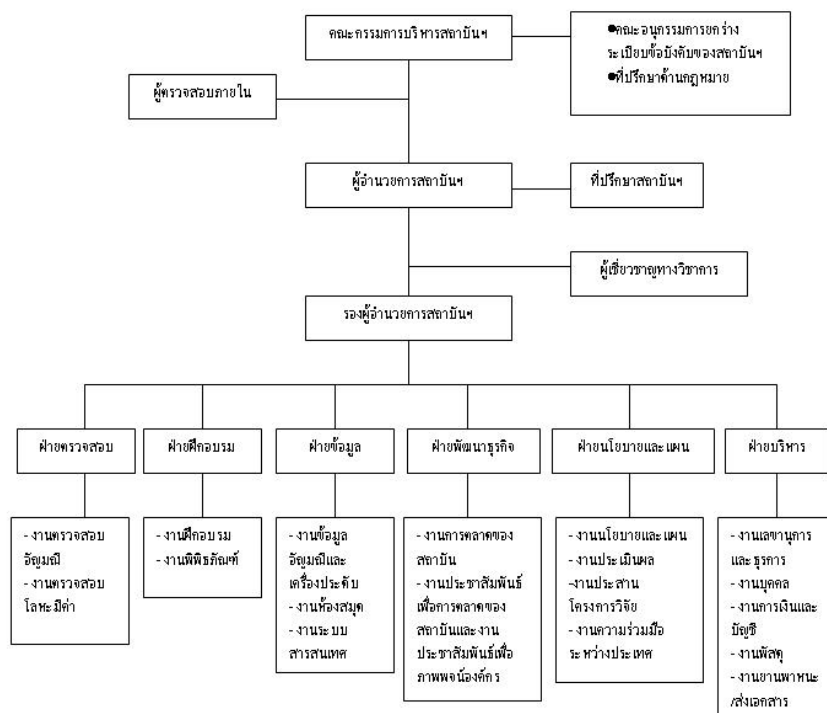 คณะกรรมการบริหารสถาบันฯ
●คณะอนุกรรมการยกร่าง
ระเบียบข้อบังคับของสถาบันฯ
●ที่ปรึกษาด้านกฎหมาย
ผู้ตรวจสอบภายใน
ผู้อำนวยการสถาบันฯ
ที่ปรึกษาสถาบันฯ
ผู้เชี่ยวชาญทางวิชาการ
รองผู้อำนวยการสถาบันฯ
ฝ่ายตรวจสอบ
ฝ่ายฝึกอบรม
ฝ่ายข้อมูล
ฝ่ายพัฒนาธุรกิจ
ฝ่ายนโยบายและแผน
ฝ่ายบริหาร
- งานตรวจสอบ
อัญมณี
- งานตรวจสอบ
โลหะมีค่า
- งานฝึกอบรม
- งานพิพิธภัณฑ์
- งานข้อมูล
อัญมณีและ
เครื่องประดับ
- งานห้องสมุด
- งานระบบ
สารสนเทศ
- งานการตลาดของ
สถาบัน
- งานประชาสัมพันธ์
เพื่อการตลาดของ
สถาบันและงาน
ประชาสัมพันธ์เพื่อ
ภาพพจน์องค์กร
- งานนโยบายและแผน
- งานประเมินผล
-งานประสาน
โครงการวิจัย
- งานความร่วมมือ
ระหว่างประเทศ
- งานเลขานุการ
และ ธุรการ
- งานบุคคล
- งานการเงินและ
บัญชี
- งานพัสดุ
- งานยานพาหนะ
/ส่งเอกสาร